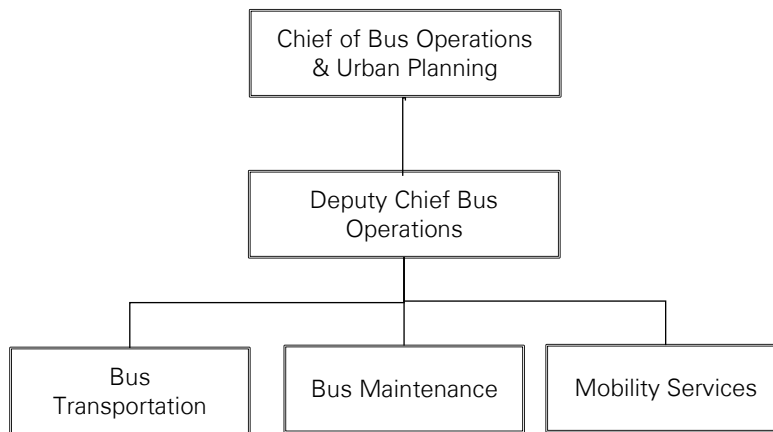 Chief of Bus Operations
& Urban Planning
Deputy Chief Bus
Operations
Bus
Transportation
Bus Maintenance
Mobility Services